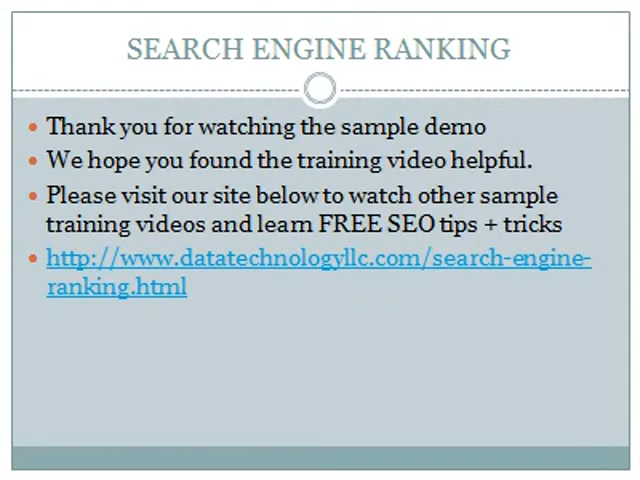 SEARCH ENGINE RANKING
• Thank you for watching the sample demo
• We hope you found the training video helpful.
• Please visit our site below to watch other sample
training videos and learn FREE SEO tips + tricks
• http://www.datatechnologyllc.com/search-engine-
ranking.html